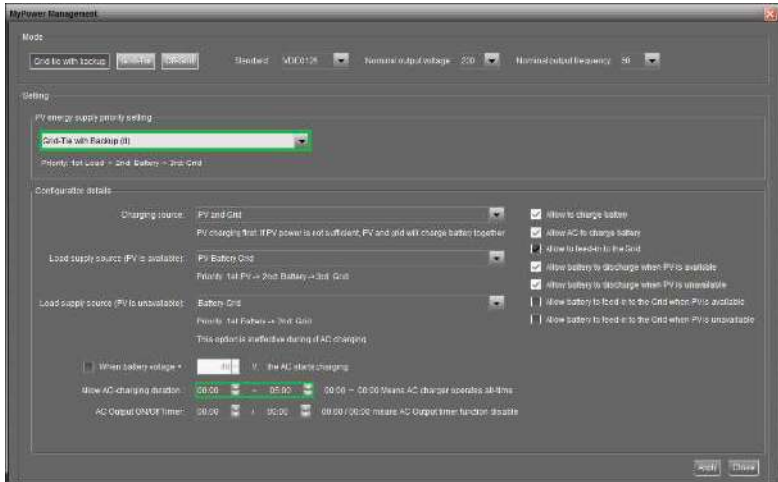 MyPower Management
Mode
Grid-tie with backup
Standard: VDE0126 Nominal output voltage: 230 Nominal output frequency: 50
Setting
PV energy supply priority setting
Grid-Tie with Backup (II)
Priority: 1st Load -> 2nd: Battery -> 3rd: Grid
Configuration details
Charging source: PV and Grid
PV charging first. If PV power is not sufficient, PV and grid will charge battery together
Load supply source (PV is available): PV Battery Grid
Priority: 1st PV -> 2nd: Battery -> 3rd: Grid
Load supply source (PV is unavailable): Battery Grid
Priority: 1st Battery -> 2nd: Grid
This option is ineffective during of AC charging
When battery voltage < V, the AC starts charging
Allow AC charging duration: 00:00 ~ 05:00 00:00 ~ 00:00 Means AC charger operates all-time
AC Output ON/Off Timer: 00:00 / 00:00 00:00 / 00:00 means AC Output timer function disable
Allow to charge battery
Allow AC to charge battery
Allow to feed-in to the Grid
Allow battery to discharge when PV is available
Allow battery to discharge when PV is unavailable
Allow battery to feed-in to the Grid when PV is available
Allow battery to feed-in to the Grid when PV is unavailable
Apply Close